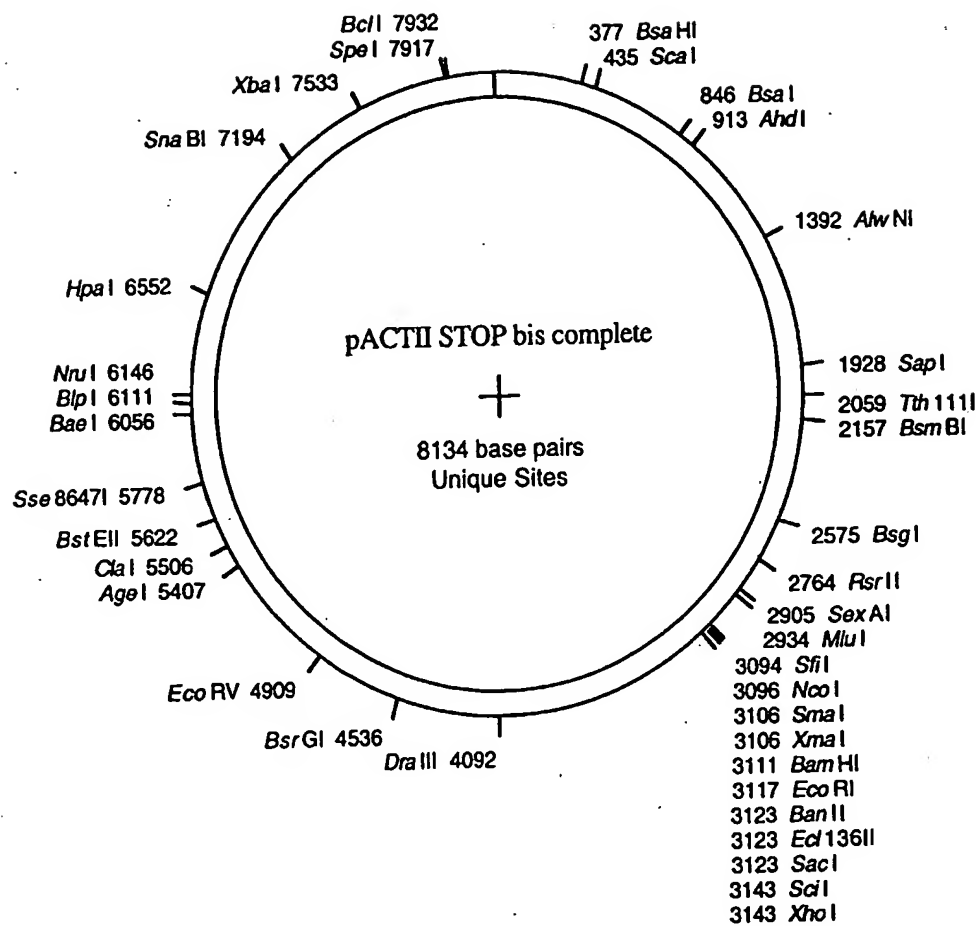 BclI 7932
SpeI 7917
XbaI 7533
SnaBI 7194
HpaI 6552
NruI 6146
BlpI 6111
BaeI 6056
Sse8647I 5778
BstEII 5622
ClaI 5506
AgeI 5407
EcoRV 4909
BsrGI 4536
DraIII 4092
377 BsaHI
435 ScaI
846 BsaI
913 AhdI
1392 AlwNI
1928 SapI
2059 Tth111I
2157 BsmBI
2575 BsgI
2764 RsrII
2905 SexAI
2934 MluI
3094 SfiI
3096 NcoI
3106 SmaI
3106 XmaI
3111 BamHI
3117 EcoRI
3123 BanII
3123 Ecl136II
3123 SacI
3143 SciI
3143 XhoI
pACTII STOP bis complete
8134 base pairs
Unique Sites